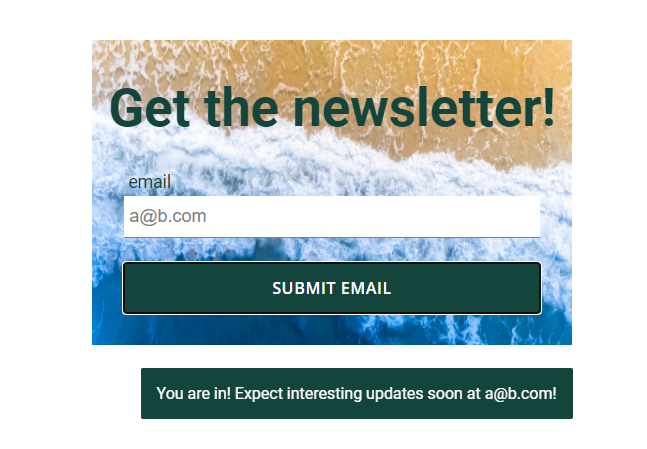 Get the newsletter!
email
a@b.com
SUBMIT EMAIL
You are in! Expect interesting updates soon at a@b.com!